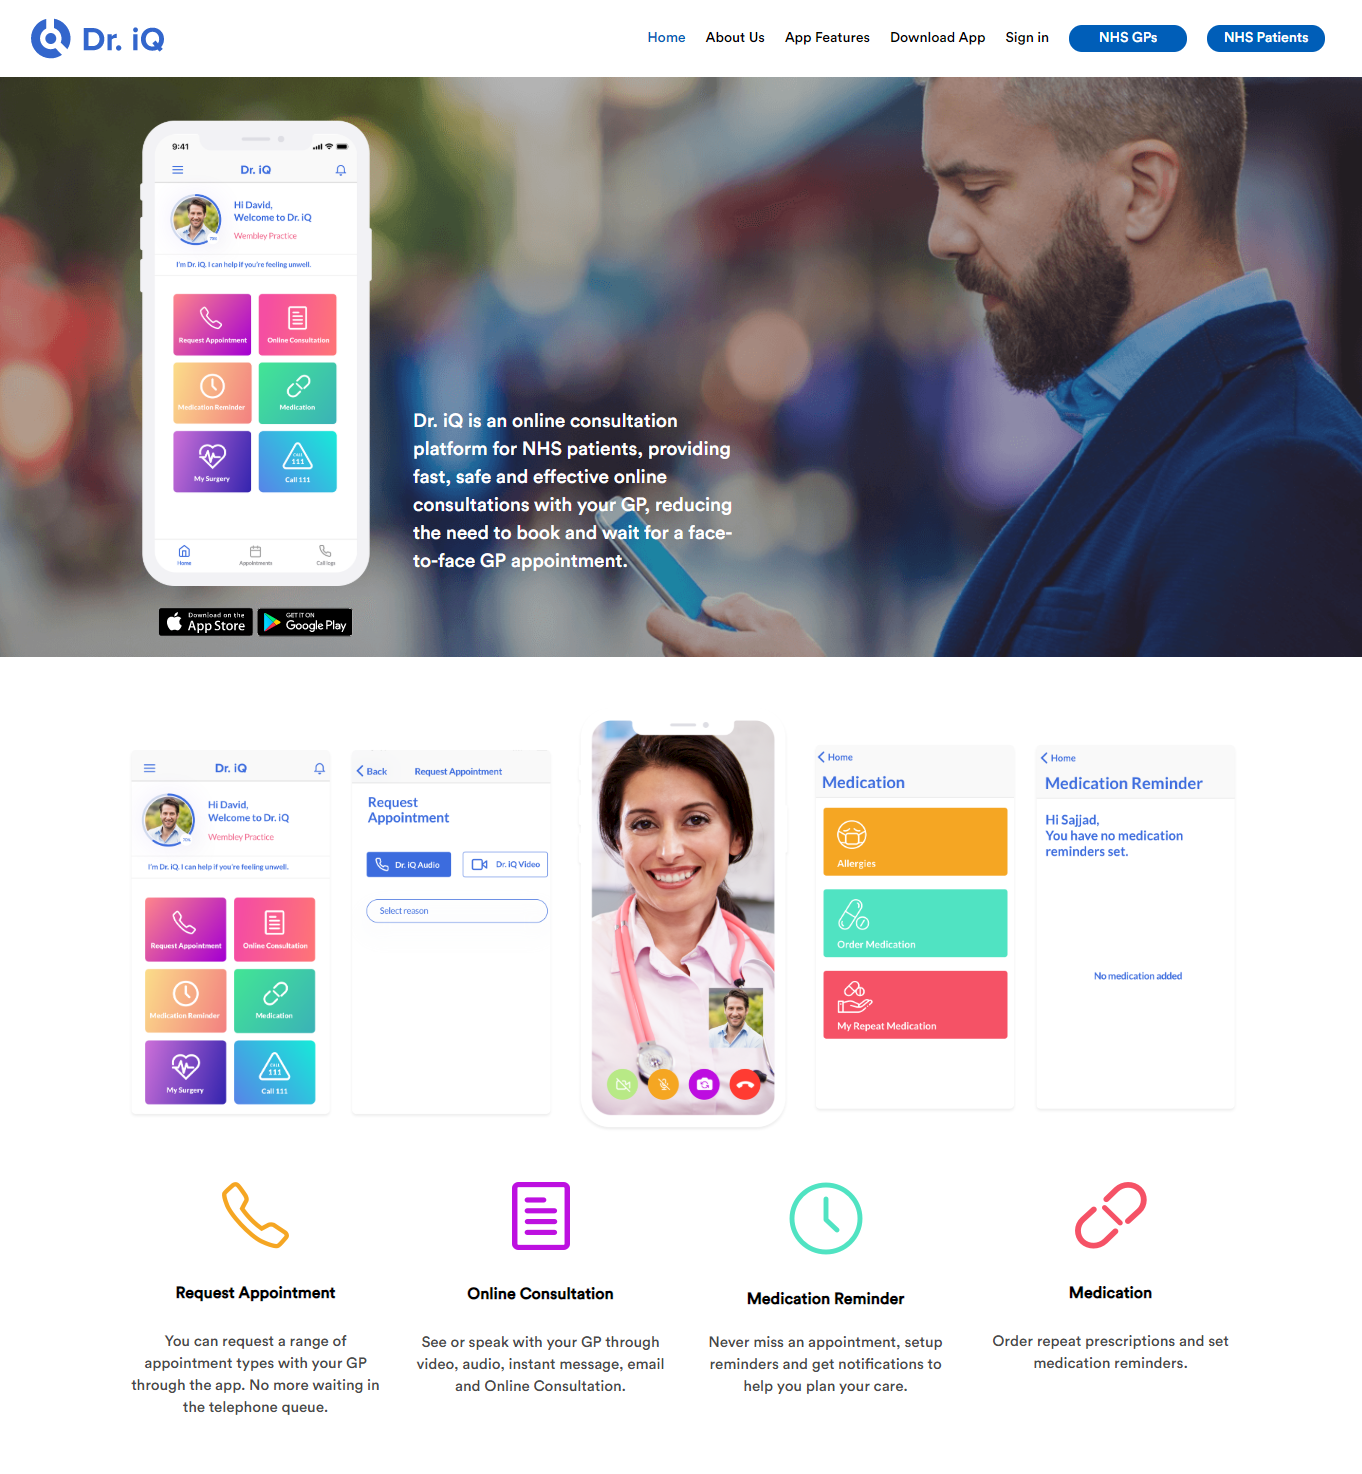 Dr. iQ
Home
About Us
App Features
Download App
Sign in
NHS GPs
NHS Patients
9:41
Dr. iQ
Hi David,
Welcome to Dr. iQ
Wembley Practice
I'm Dr. iQ. I can help if you're feeling unwell.
Request Appointment
Online Consultation
Medication Reminder
Medication
My Surgery
CALL
111
Call 111
Home
Appointments
Call logs
Download on the
App Store
GET IT ON
Google Play
Dr. iQ is an online consultation
platform for NHS patients, providing
fast, safe and effective online
consultations with your GP, reducing
the need to book and wait for a face-
to-face GP appointment.
Dr. iQ
Hi David,
Welcome to Dr. iQ
Wembley Practice
I'm Dr. iQ. I can help if you're feeling unwell.
Request Appointment
Online Consultation
Medication Reminder
Medication
My Surgery
CALL
111
Call 111
Back
Request Appointment
Request
Appointment
Dr. iQ Audio
Dr. iQ Video
Select reason
Home
Medication
Allergies
Order Medication
My Repeat Medication
Home
Medication Reminder
Hi Sajjad,
You have no medication
reminders set.
No medication added
Request Appointment
You can request a range of
appointment types with your GP
through the app. No more waiting in
the telephone queue.
Online Consultation
See or speak with your GP through
video, audio, instant message, email
and Online Consultation.
Medication Reminder
Never miss an appointment, setup
reminders and get notifications to
help you plan your care.
Medication
Order repeat prescriptions and set
medication reminders.